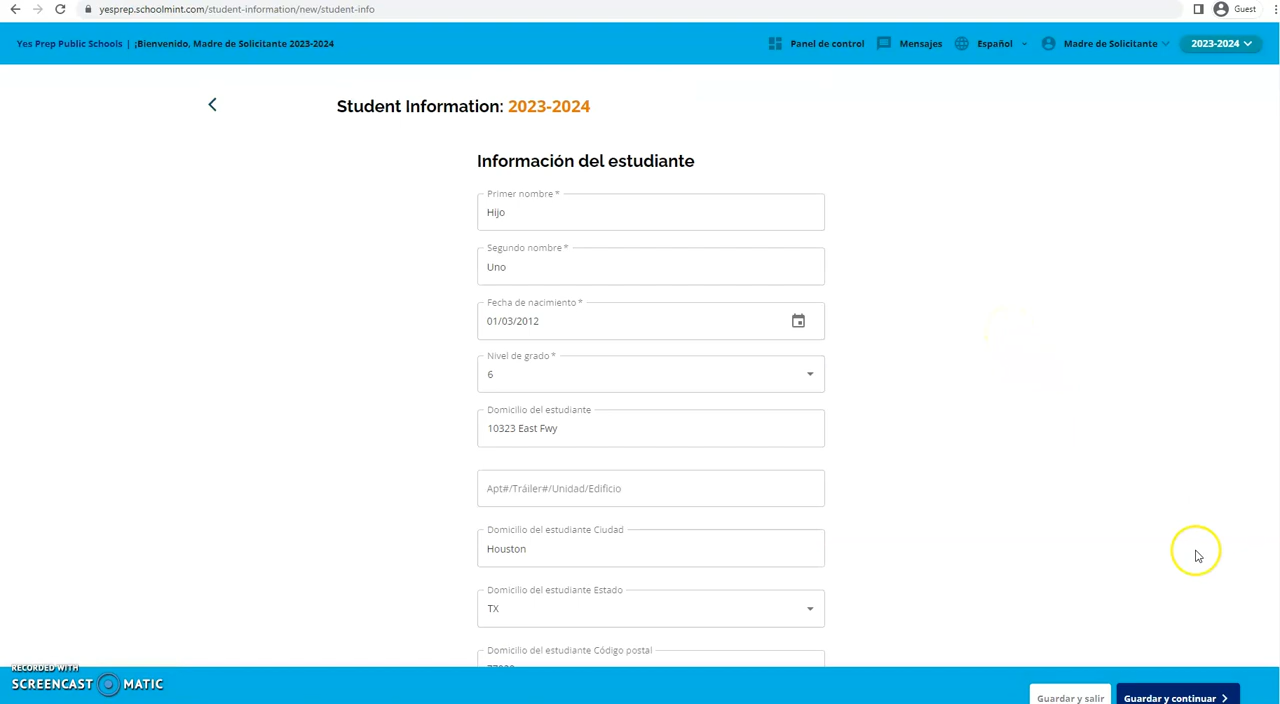 yesprep.schoolmint.com/student-information/new/student-info
Guest
Yes Prep Public Schools | ¡Bienvenido, Madre de Solicitante 2023-2024
Panel de control
Mensajes
Español
Madre de Solicitante
2023-2024
Student Information: 2023-2024
Información del estudiante
Primer nombre *
Hijo
Segundo nombre *
Uno
Fecha de nacimiento *
01/03/2012
Nivel de grado *
6
Domicilio del estudiante
10323 East Fwy
Apt#/Tráiler#/Unidad/Edificio
Domicilio del estudiante Ciudad
Houston
Domicilio del estudiante Estado
TX
Domicilio del estudiante Código postal
RECORDED WITH
SCREENCAST MATIC
Guardar y salir
Guardar y continuar